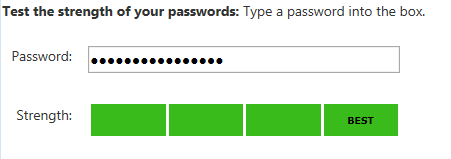 Test the strength of your passwords: Type a password into the box.
Password: ••••••••••••••••
Strength: BEST